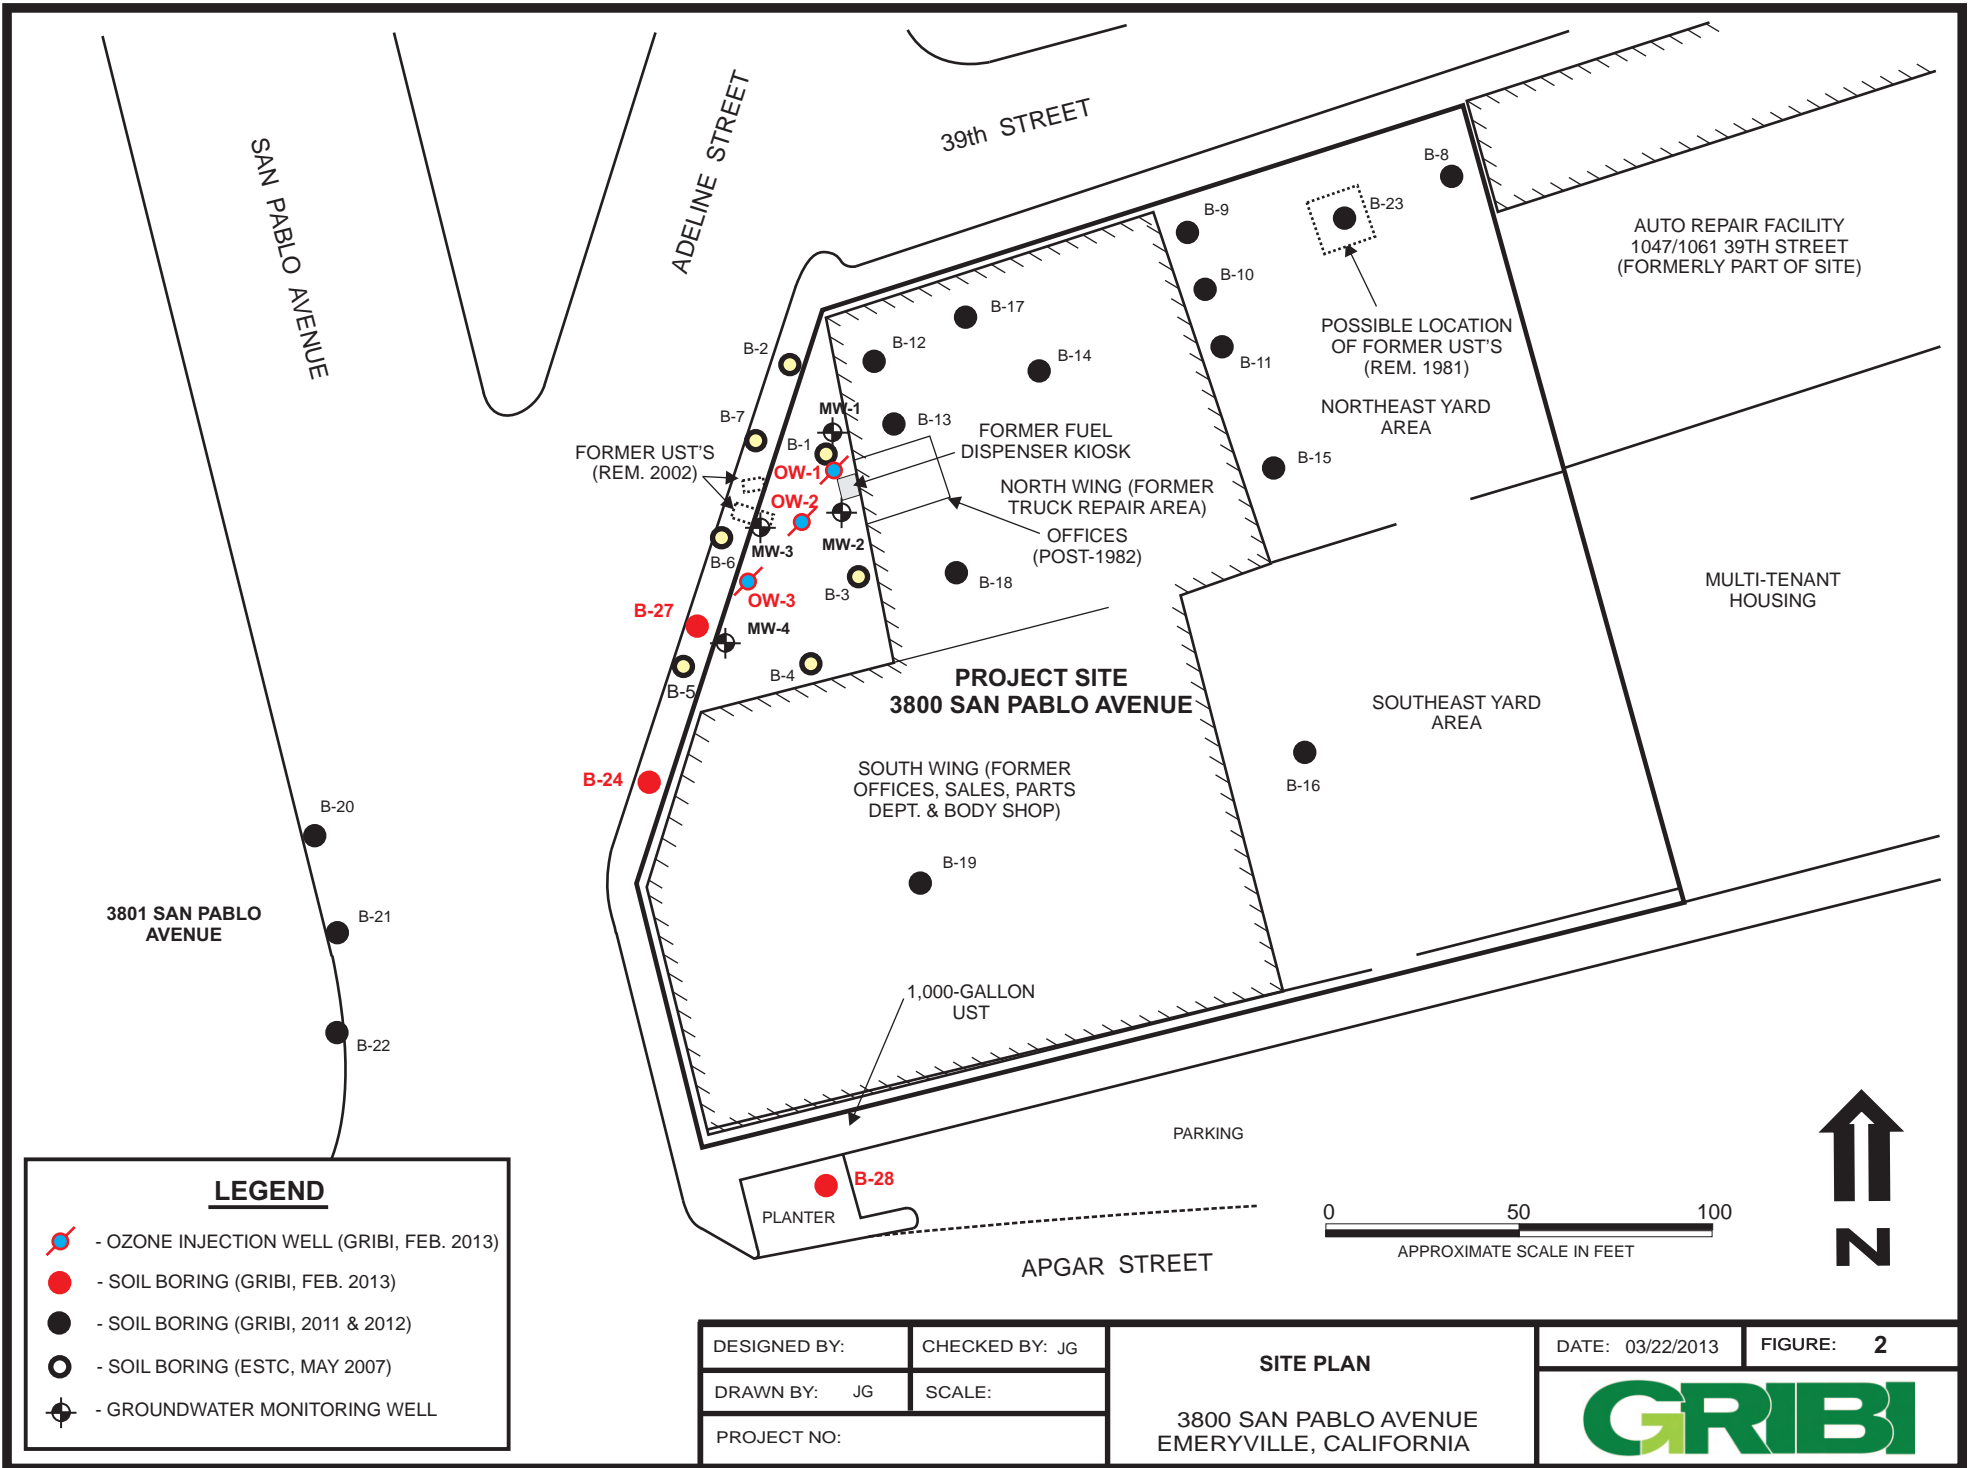 39th STREET
ADELINE STREET
SAN PABLO AVENUE
B-8
B-23
B-9
AUTO REPAIR FACILITY
1047/1061 39TH STREET
(FORMERLY PART OF SITE)
B-10
B-17
POSSIBLE LOCATION
OF FORMER UST'S
(REM. 1981)
B-2
B-12
B-14
B-11
NORTHEAST YARD
AREA
B-7
MW-1
B-13
FORMER FUEL
DISPENSER KIOSK
B-1
FORMER UST'S
(REM. 2002)
OW-1
B-15
OW-2
NORTH WING (FORMER
TRUCK REPAIR AREA)
OFFICES
(POST-1982)
MW-3
MW-2
B-6
B-18
B-3
OW-3
MULTI-TENANT
HOUSING
B-27
MW-4
B-4
B-5
PROJECT SITE
3800 SAN PABLO AVENUE
SOUTHEAST YARD
AREA
B-24
SOUTH WING (FORMER
OFFICES, SALES, PARTS
DEPT. & BODY SHOP)
B-16
B-20
B-19
3801 SAN PABLO
AVENUE
B-21
1,000-GALLON
UST
B-22
PARKING
B-28
PLANTER
APGAR STREET
0 50 100
APPROXIMATE SCALE IN FEET
N
LEGEND
- OZONE INJECTION WELL (GRIBI, FEB. 2013)
- SOIL BORING (GRIBI, FEB. 2013)
- SOIL BORING (GRIBI, 2011 & 2012)
- SOIL BORING (ESTC, MAY 2007)
- GROUNDWATER MONITORING WELL
DESIGNED BY:
CHECKED BY: JG
DRAWN BY: JG
SCALE:
PROJECT NO:
SITE PLAN
3800 SAN PABLO AVENUE
EMERYVILLE, CALIFORNIA
DATE: 03/22/2013
FIGURE: 2
GRIBI